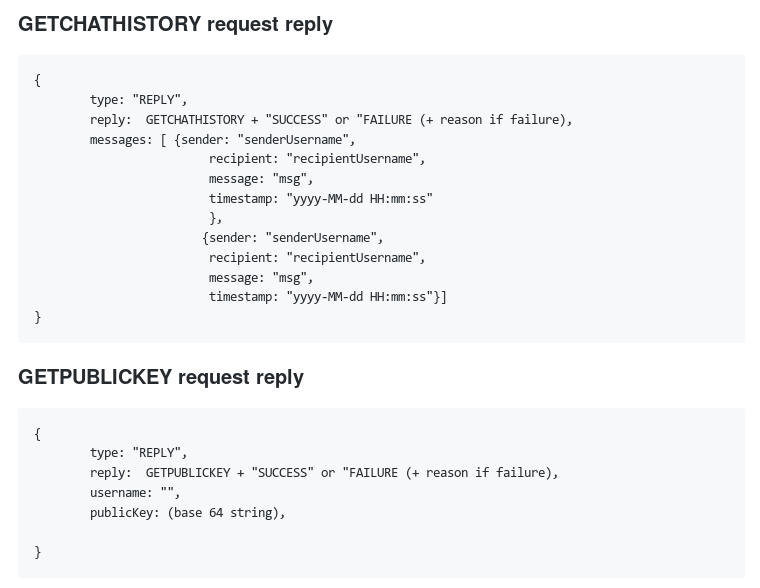 GETCHATHISTORY request reply
{
type: "REPLY",
reply:  GETCHATHISTORY + "SUCCESS" or "FAILURE (+ reason if failure),
messages: [ {sender: "senderUsername",
recipient: "recipientUsername",
message: "msg",
timestamp: "yyyy-MM-dd HH:mm:ss"
},
{sender: "senderUsername",
recipient: "recipientUsername",
message: "msg",
timestamp: "yyyy-MM-dd HH:mm:ss"}]
}
GETPUBLICKEY request reply
{
type: "REPLY",
reply:  GETPUBLICKEY + "SUCCESS" or "FAILURE (+ reason if failure),
username: "",
publicKey: (base 64 string),
}